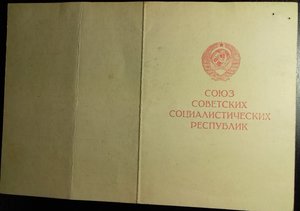 СОЮЗ
СОВЕТСКИХ
СОЦИАЛИСТИЧЕСКИХ
РЕСПУБЛИК